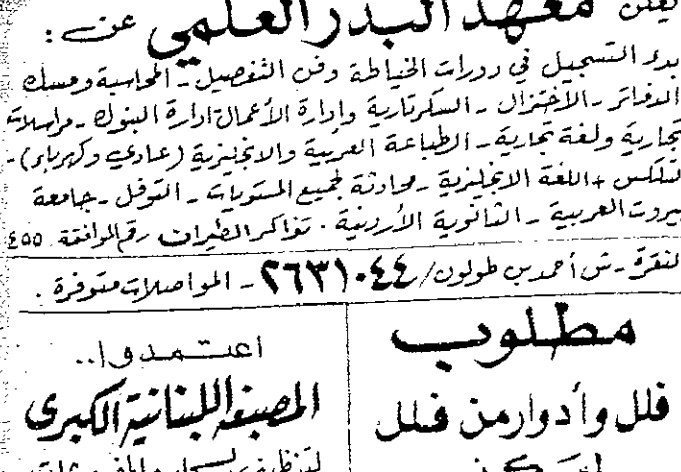 يعلن معهد البدر العلمي عن :
بدء التسجيل في دورات الخياطة وفن التفصيل - المحاسبة ومسك
الدفاتر - الاختزال - السكرتارية وإدارة الأعمال ادارة البنوك - مراسلات
تجارية ولغة تجارية - الطباعة العربية والانجليزية (عادي وكهرباء) -
تلكس + اللغة الانجليزية - محادثة لجميع المستويات - التوفل - جامعة
بيروت العربية - الثانوية الأردنية . تذاكر الطيران رقم الموافقة ٤٥٥
النقرة - ش أحمد بن طولون / ٢٦٣١٠٤٤ - المواصلات متوفرة .
مطلوب
فلل وأدوار من فلل
اعتمدوا..
المصبغة اللبنانية الكبرى